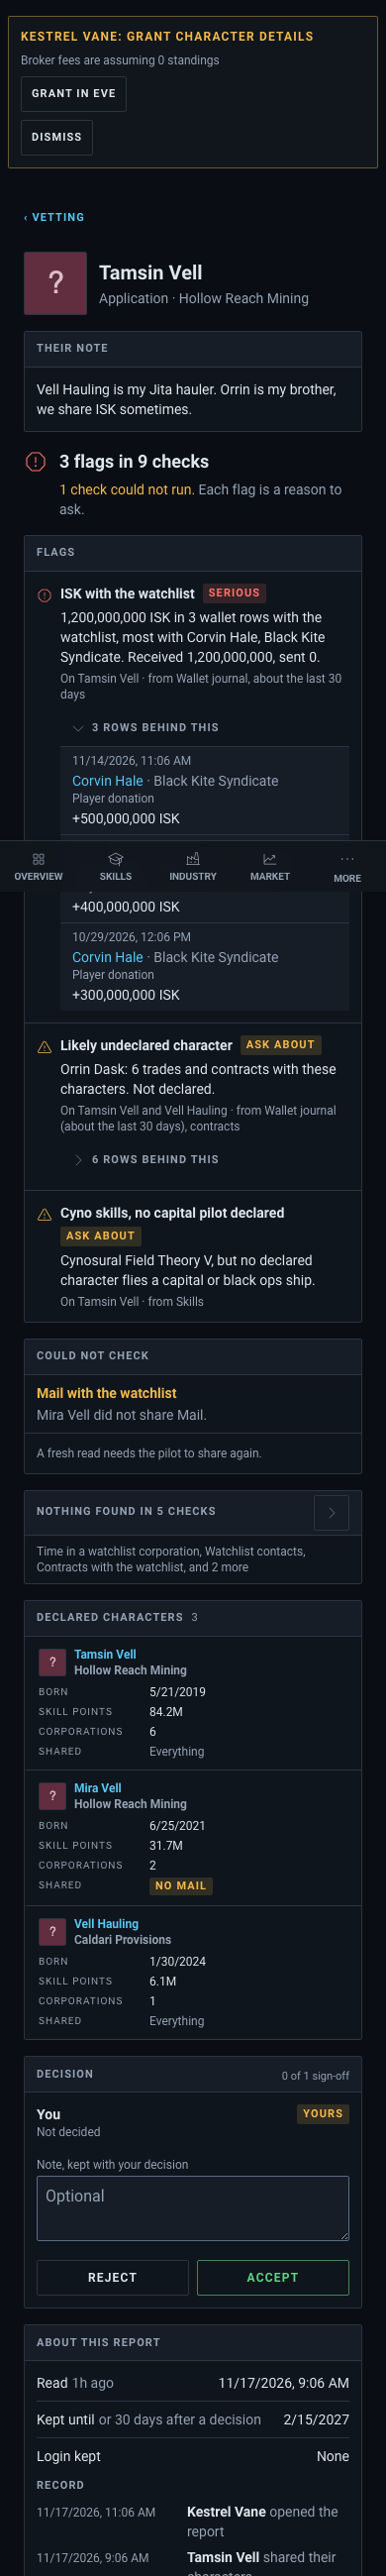 KESTREL VANE: GRANT CHARACTER DETAILS
Broker fees are assuming 0 standings
GRANT IN EVE
DISMISS
‹ VETTING
?
Tamsin Vell
Application · Hollow Reach Mining
THEIR NOTE
Vell Hauling is my Jita hauler. Orrin is my brother,
we share ISK sometimes.
3 flags in 9 checks
1 check could not run. Each flag is a reason to
ask.
FLAGS
ISK with the watchlist SERIOUS
1,200,000,000 ISK in 3 wallet rows with the
watchlist, most with Corvin Hale, Black Kite
Syndicate. Received 1,200,000,000, sent 0.
On Tamsin Vell · from Wallet journal, about the last 30
days
3 ROWS BEHIND THIS
11/14/2026, 11:06 AM
Corvin Hale · Black Kite Syndicate
Player donation
+500,000,000 ISK
OVERVIEW SKILLS INDUSTRY MARKET MORE
+400,000,000 ISK
10/29/2026, 12:06 PM
Corvin Hale · Black Kite Syndicate
Player donation
+300,000,000 ISK
Likely undeclared character ASK ABOUT
Orrin Dask: 6 trades and contracts with these
characters. Not declared.
On Tamsin Vell and Vell Hauling · from Wallet journal
(about the last 30 days), contracts
6 ROWS BEHIND THIS
Cyno skills, no capital pilot declared
ASK ABOUT
Cynosural Field Theory V, but no declared
character flies a capital or black ops ship.
On Tamsin Vell · from Skills
COULD NOT CHECK
Mail with the watchlist
Mira Vell did not share Mail.
A fresh read needs the pilot to share again.
NOTHING FOUND IN 5 CHECKS
Time in a watchlist corporation, Watchlist contacts,
Contracts with the watchlist, and 2 more
DECLARED CHARACTERS 3
?
Tamsin Vell
Hollow Reach Mining
BORN 5/21/2019
SKILL POINTS 84.2M
CORPORATIONS 6
SHARED Everything
?
Mira Vell
Hollow Reach Mining
BORN 6/25/2021
SKILL POINTS 31.7M
CORPORATIONS 2
SHARED NO MAIL
?
Vell Hauling
Caldari Provisions
BORN 1/30/2024
SKILL POINTS 6.1M
CORPORATIONS 1
SHARED Everything
DECISION 0 of 1 sign-off
You YOURS
Not decided
Note, kept with your decision
Optional
REJECT ACCEPT
ABOUT THIS REPORT
Read 1h ago 11/17/2026, 9:06 AM
Kept until or 30 days after a decision 2/15/2027
Login kept None
RECORD
11/17/2026, 11:06 AM Kestrel Vane opened the
report
11/17/2026, 9:06 AM Tamsin Vell shared their